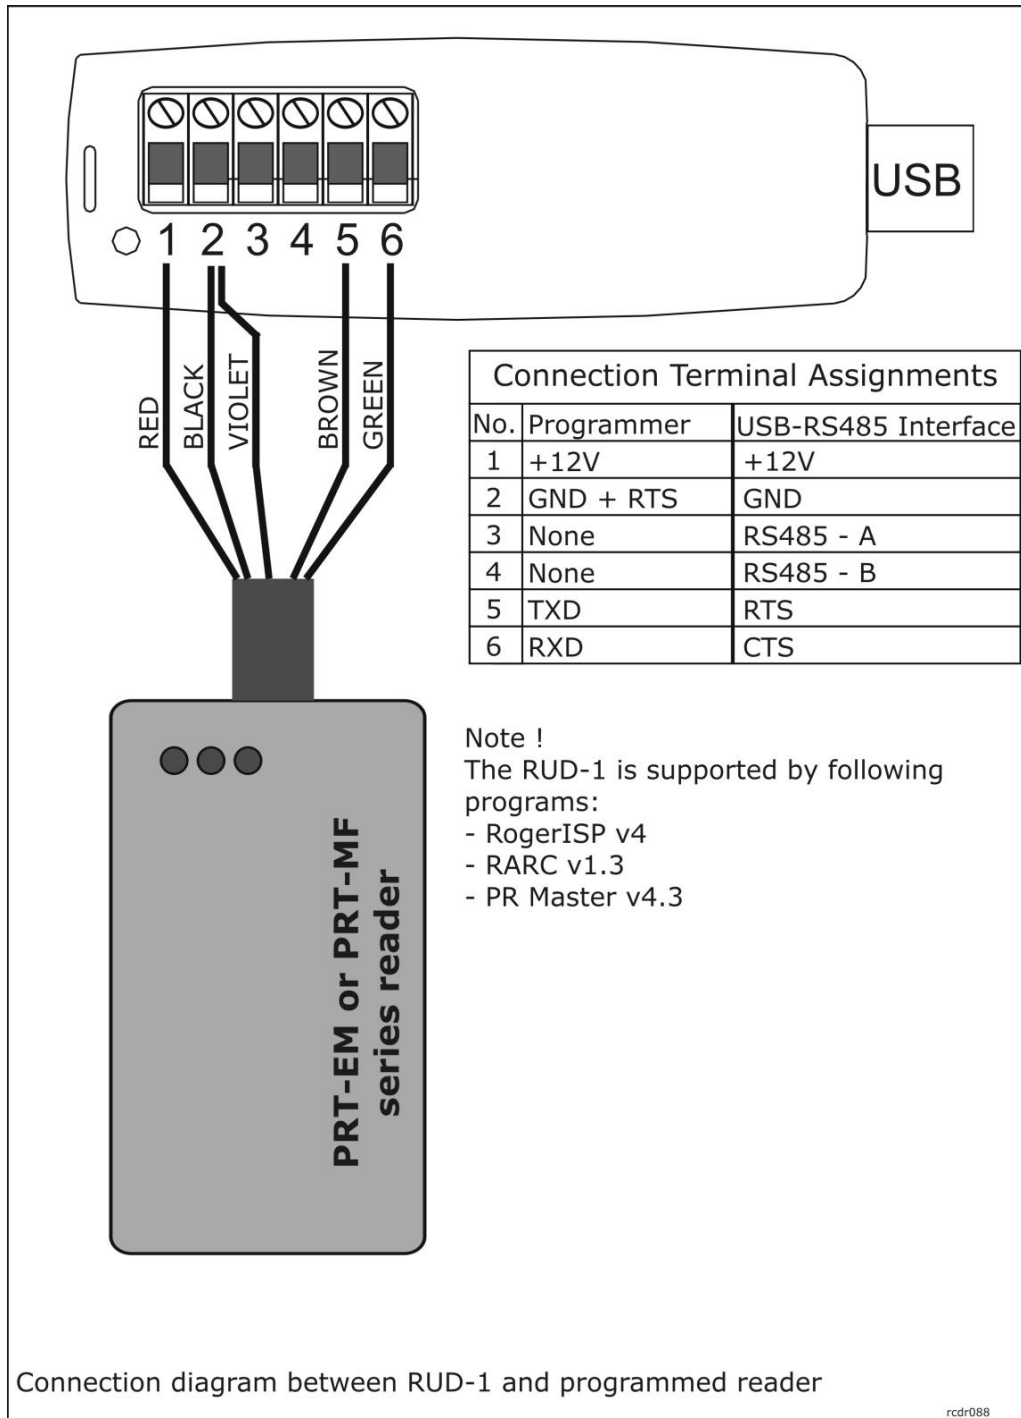 USB
1 2 3 4 5 6
RED
BLACK
VIOLET
BROWN
GREEN
Connection Terminal Assignments
No. Programmer USB-RS485 Interface
1 +12V +12V
2 GND + RTS GND
3 None RS485 - A
4 None RS485 - B
5 TXD RTS
6 RXD CTS
Note !
The RUD-1 is supported by following
programs:
- RogerISP v4
- RARC v1.3
- PR Master v4.3
PRT-EM or PRT-MF
series reader
Connection diagram between RUD-1 and programmed reader
rcdr088